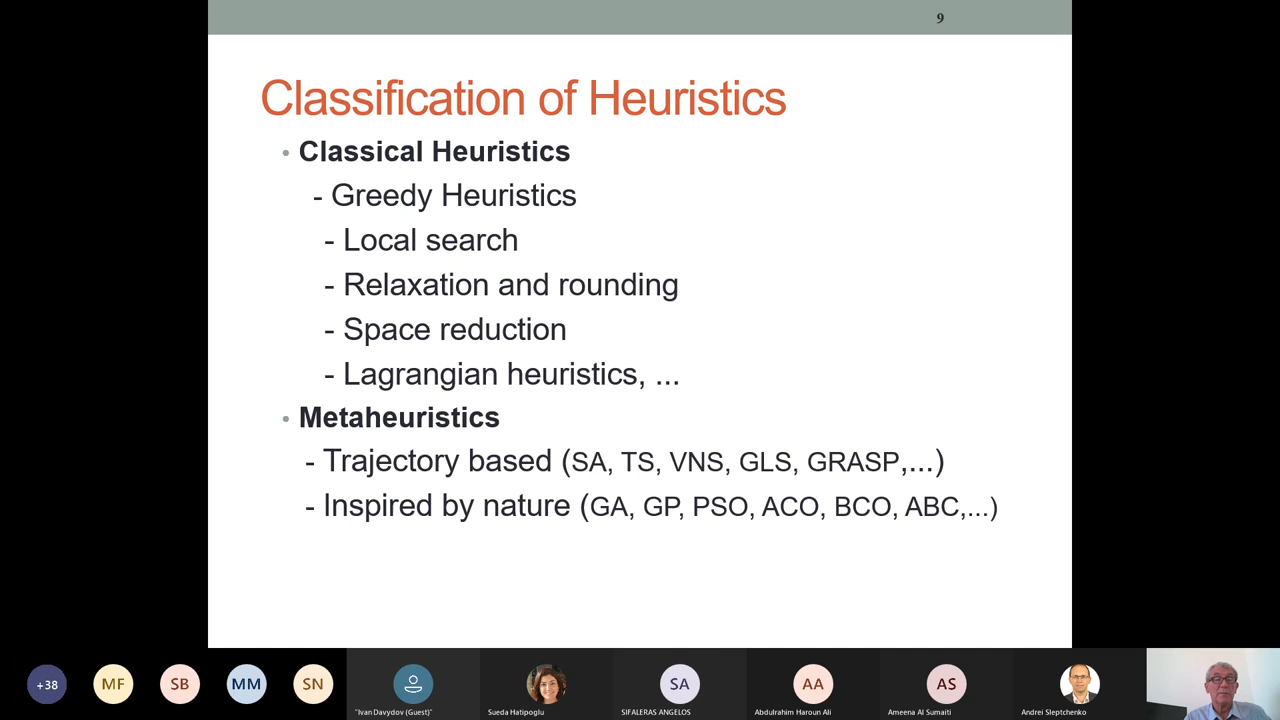 9
Classification of Heuristics
• Classical Heuristics
- Greedy Heuristics
- Local search
- Relaxation and rounding
- Space reduction
- Lagrangian heuristics, ...
• Metaheuristics
- Trajectory based (SA, TS, VNS, GLS, GRASP,...)
- Inspired by nature (GA, GP, PSO, ACO, BCO, ABC,...)
+38
MF
SB
MM
SN
SA
AA
AS
"Ivan Davydov (Guest)"
Sueda Hatipoglu
SIFALERAS ANGELOS
Abdulrahim Haroun Ali
Ameena Al Sumaiti
Andrei Sleptchenko